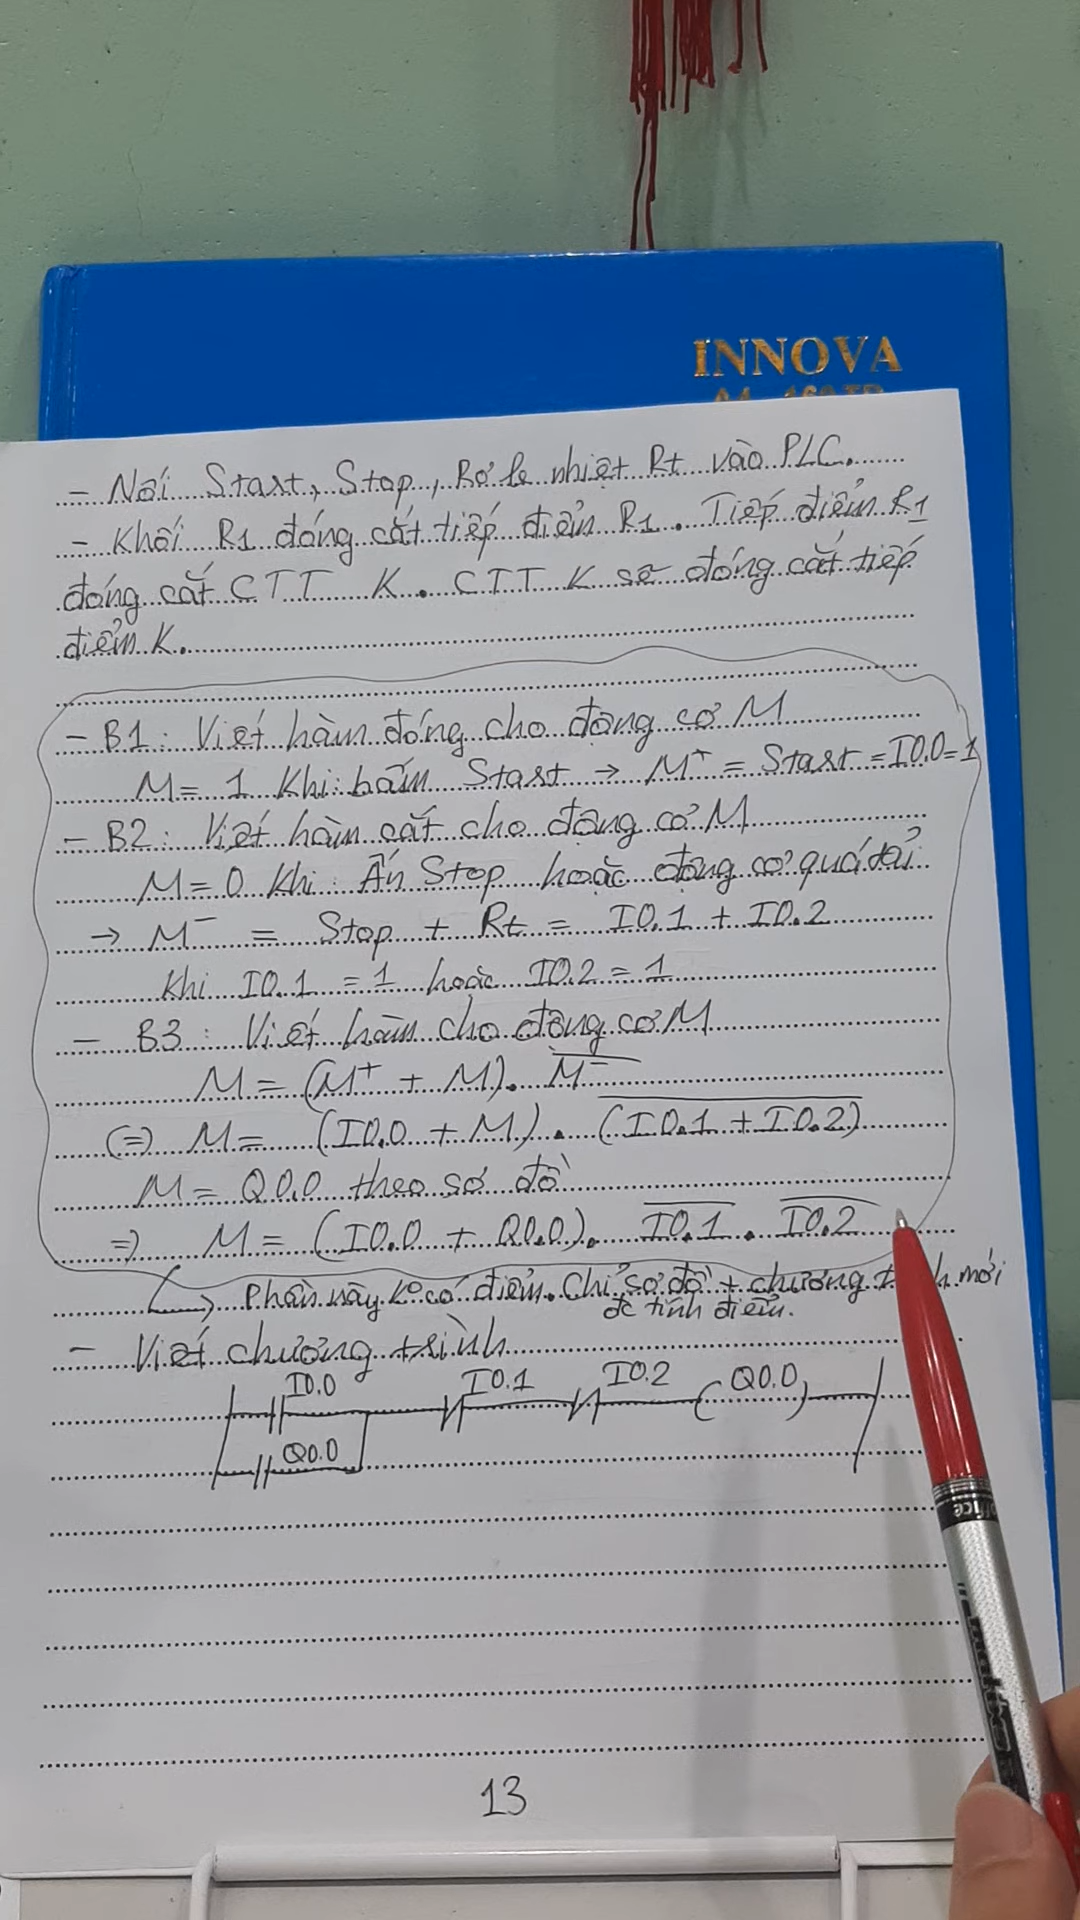 INNOVA
- Nối Start, Stop, Rơ le nhiệt Rt vào PLC.
- Khối R1 đóng cắt tiếp điểm R1. Tiếp điểm R1
đóng cắt CTT K. CTT K sẽ đóng cắt tiếp
điểm K.
- B1: Viết hàm đóng cho động cơ M
M = 1 Khi bấm Start → M⁺ = Start = I0.0 = 1
- B2: Viết hàm cắt cho động cơ M
M = 0 Khi Ấn Stop hoặc động cơ quá tải
→ M⁻ = Stop + Rt = I0.1 + I0.2
Khi I0.1 = 1 hoặc I0.2 = 1
- B3: Viết hàm cho động cơ M
M = (M⁺ + M) . M̅⁻
(=) M = (I0.0 + M) . (I̅0̅.̅1̅ ̅+̅ ̅I̅0̅.̅2̅)
M = Q0.0 theo sơ đồ
=) M = (I0.0 + Q0.0) . I̅0̅.̅1̅ . I̅0̅.̅2̅
→ Phần này ko có điểm. Chỉ sơ đồ + chương mới
đc tính điểm.
- Viết chương trình
I0.0 I0.1 I0.2 Q0.0
Q0.0
office
13